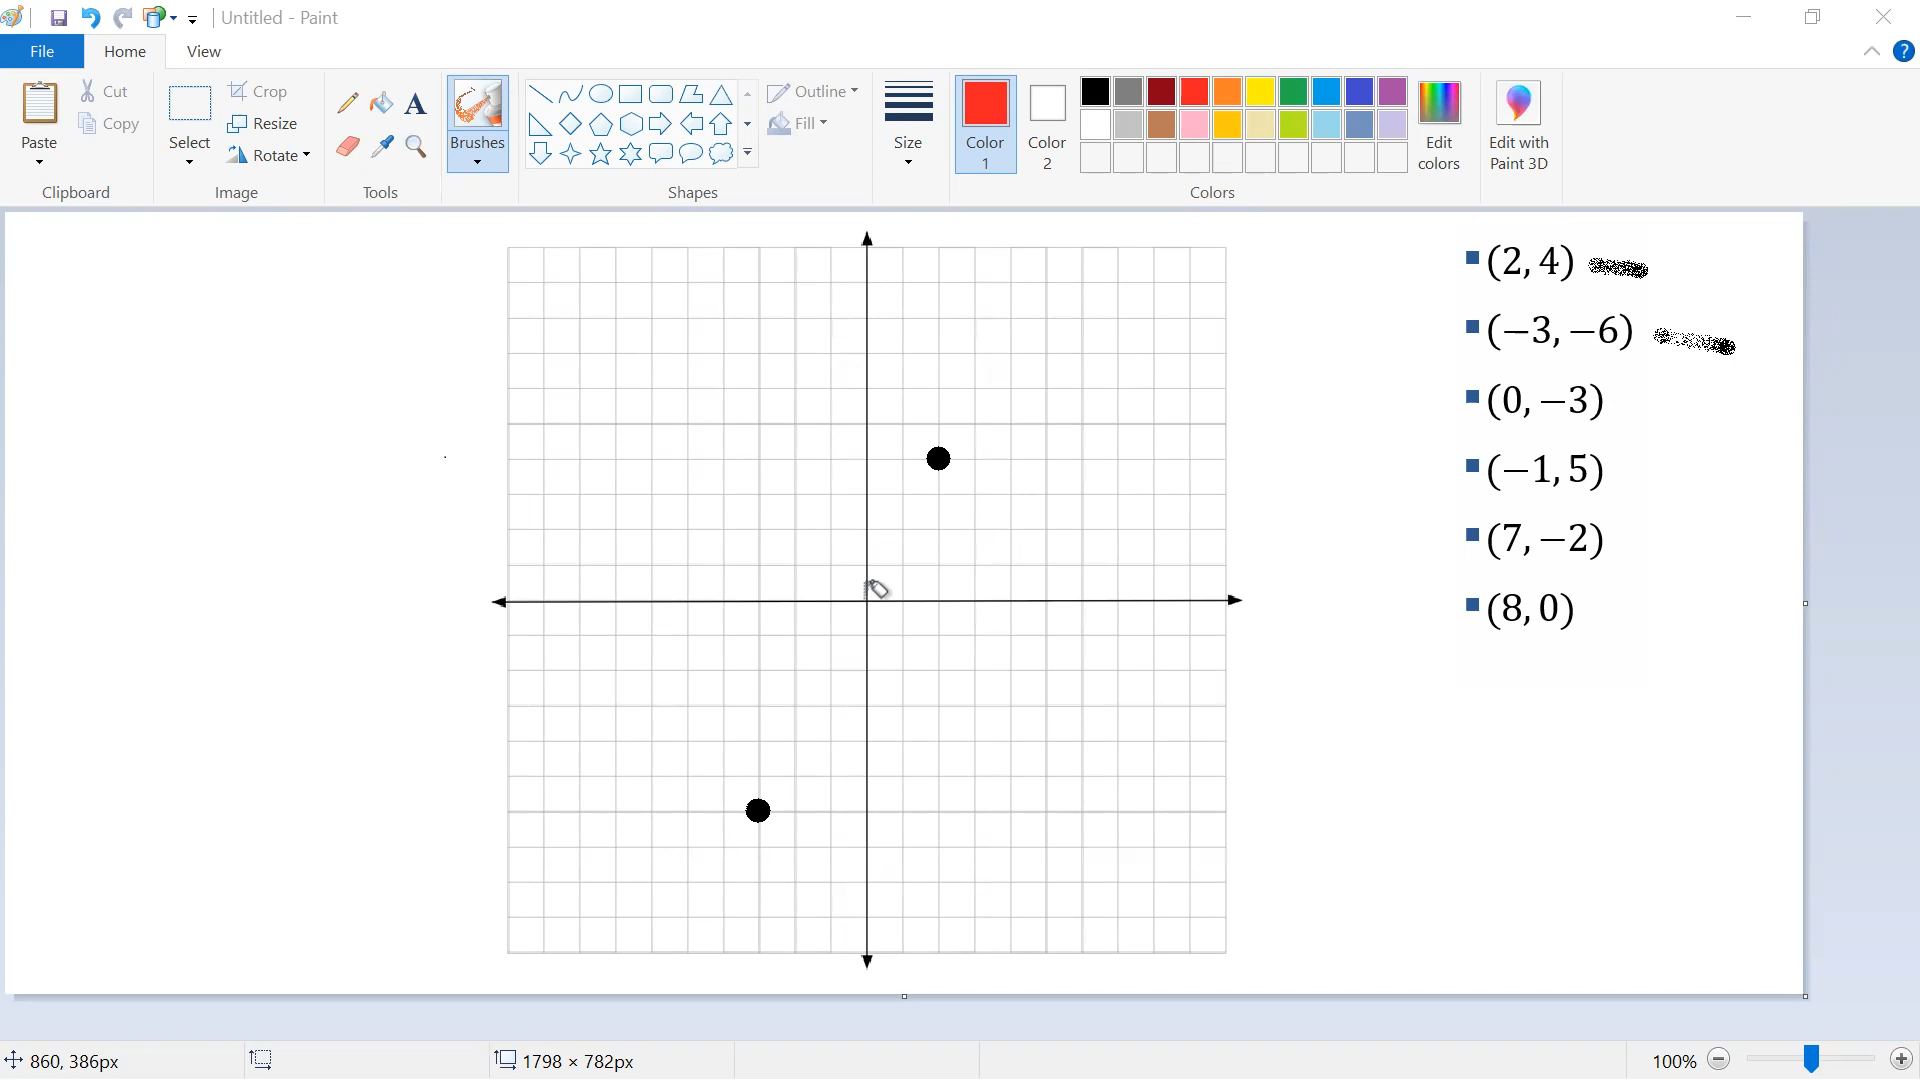 Untitled - Paint
File Home View
Paste
Cut
Copy
Clipboard
Select
Crop
Resize
Rotate
Image
A
Tools
Brushes
Outline
Fill
Shapes
Size
Color 1
Color 2
Edit colors
Colors
Edit with Paint 3D
?
(2, 4)
(−3, −6)
(0, −3)
(−1, 5)
(7, −2)
(8, 0)
860, 386px
1798 × 782px
100%